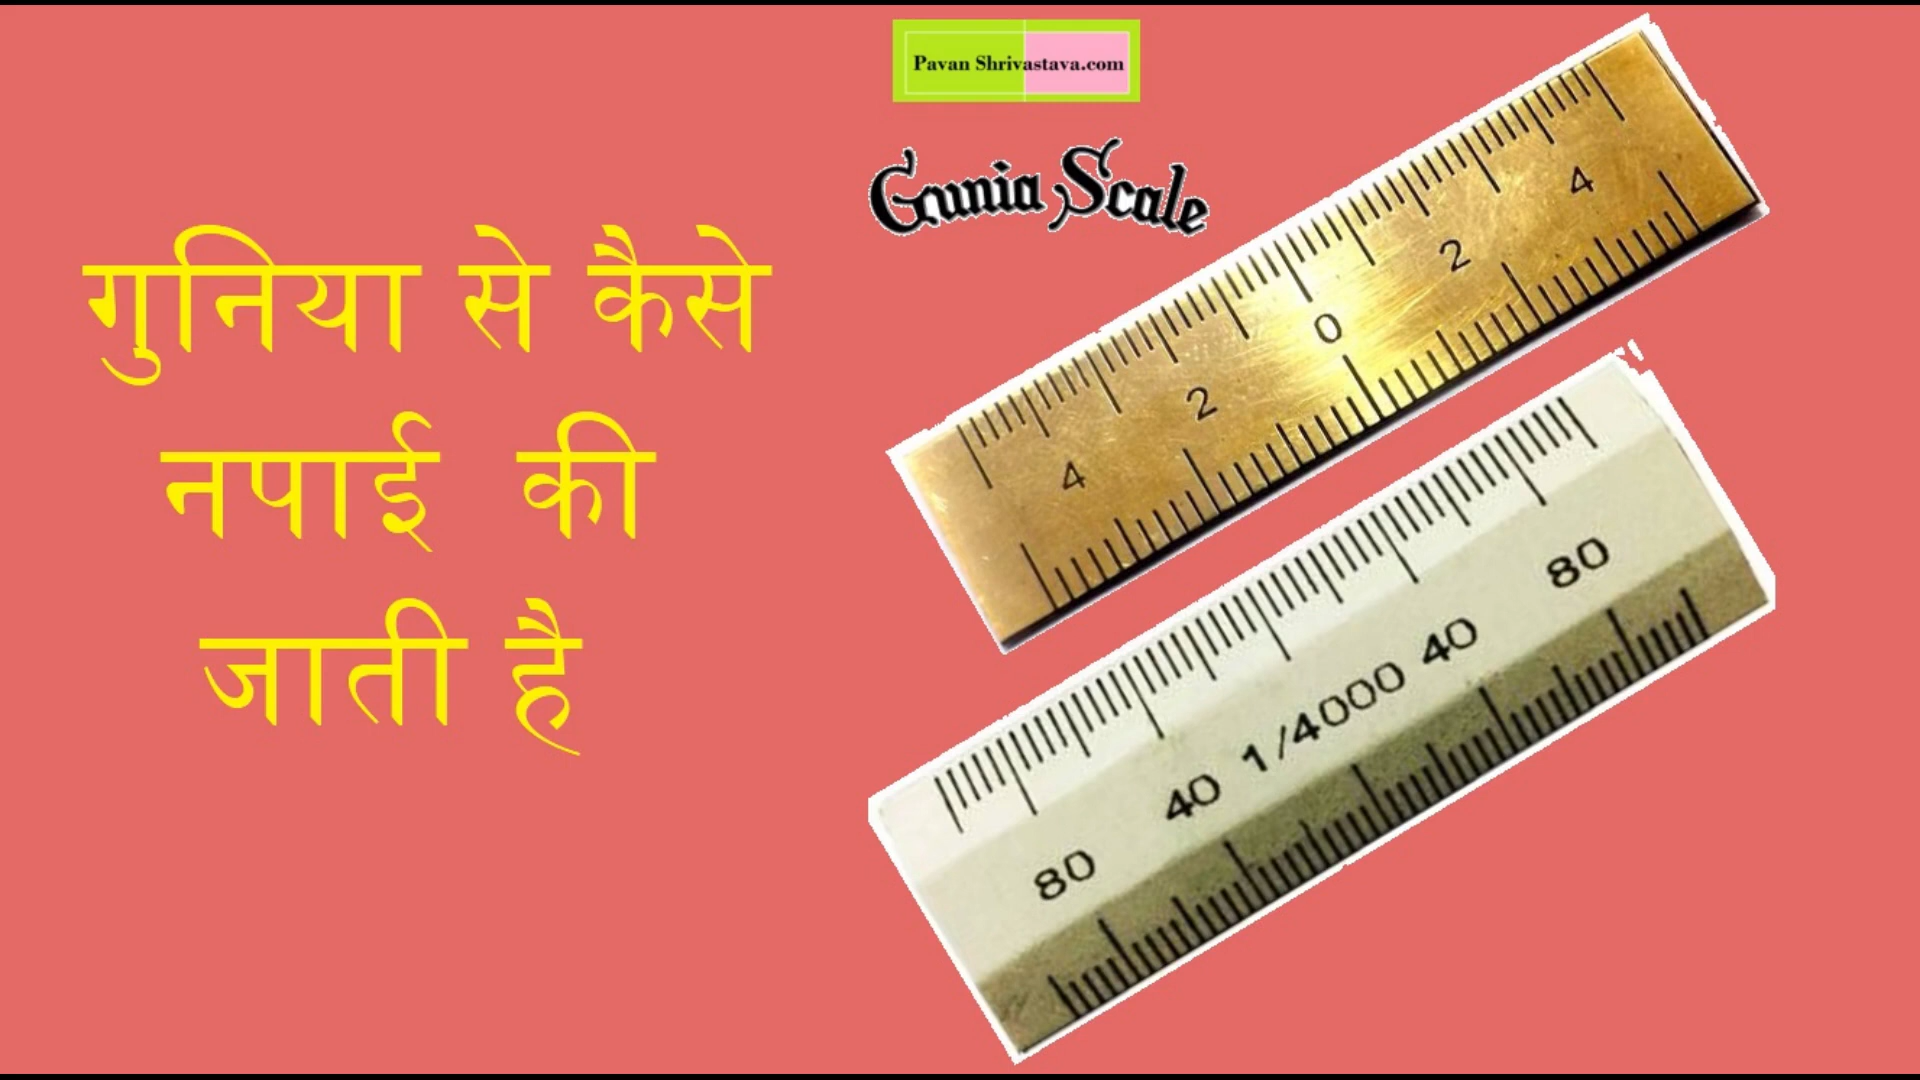 Pavan Shrivastava.com
Gunia Scale
गुनिया से कैसे
नपाई की
जाती है
4 2 0 2 4
80 40 1/4000 40 80